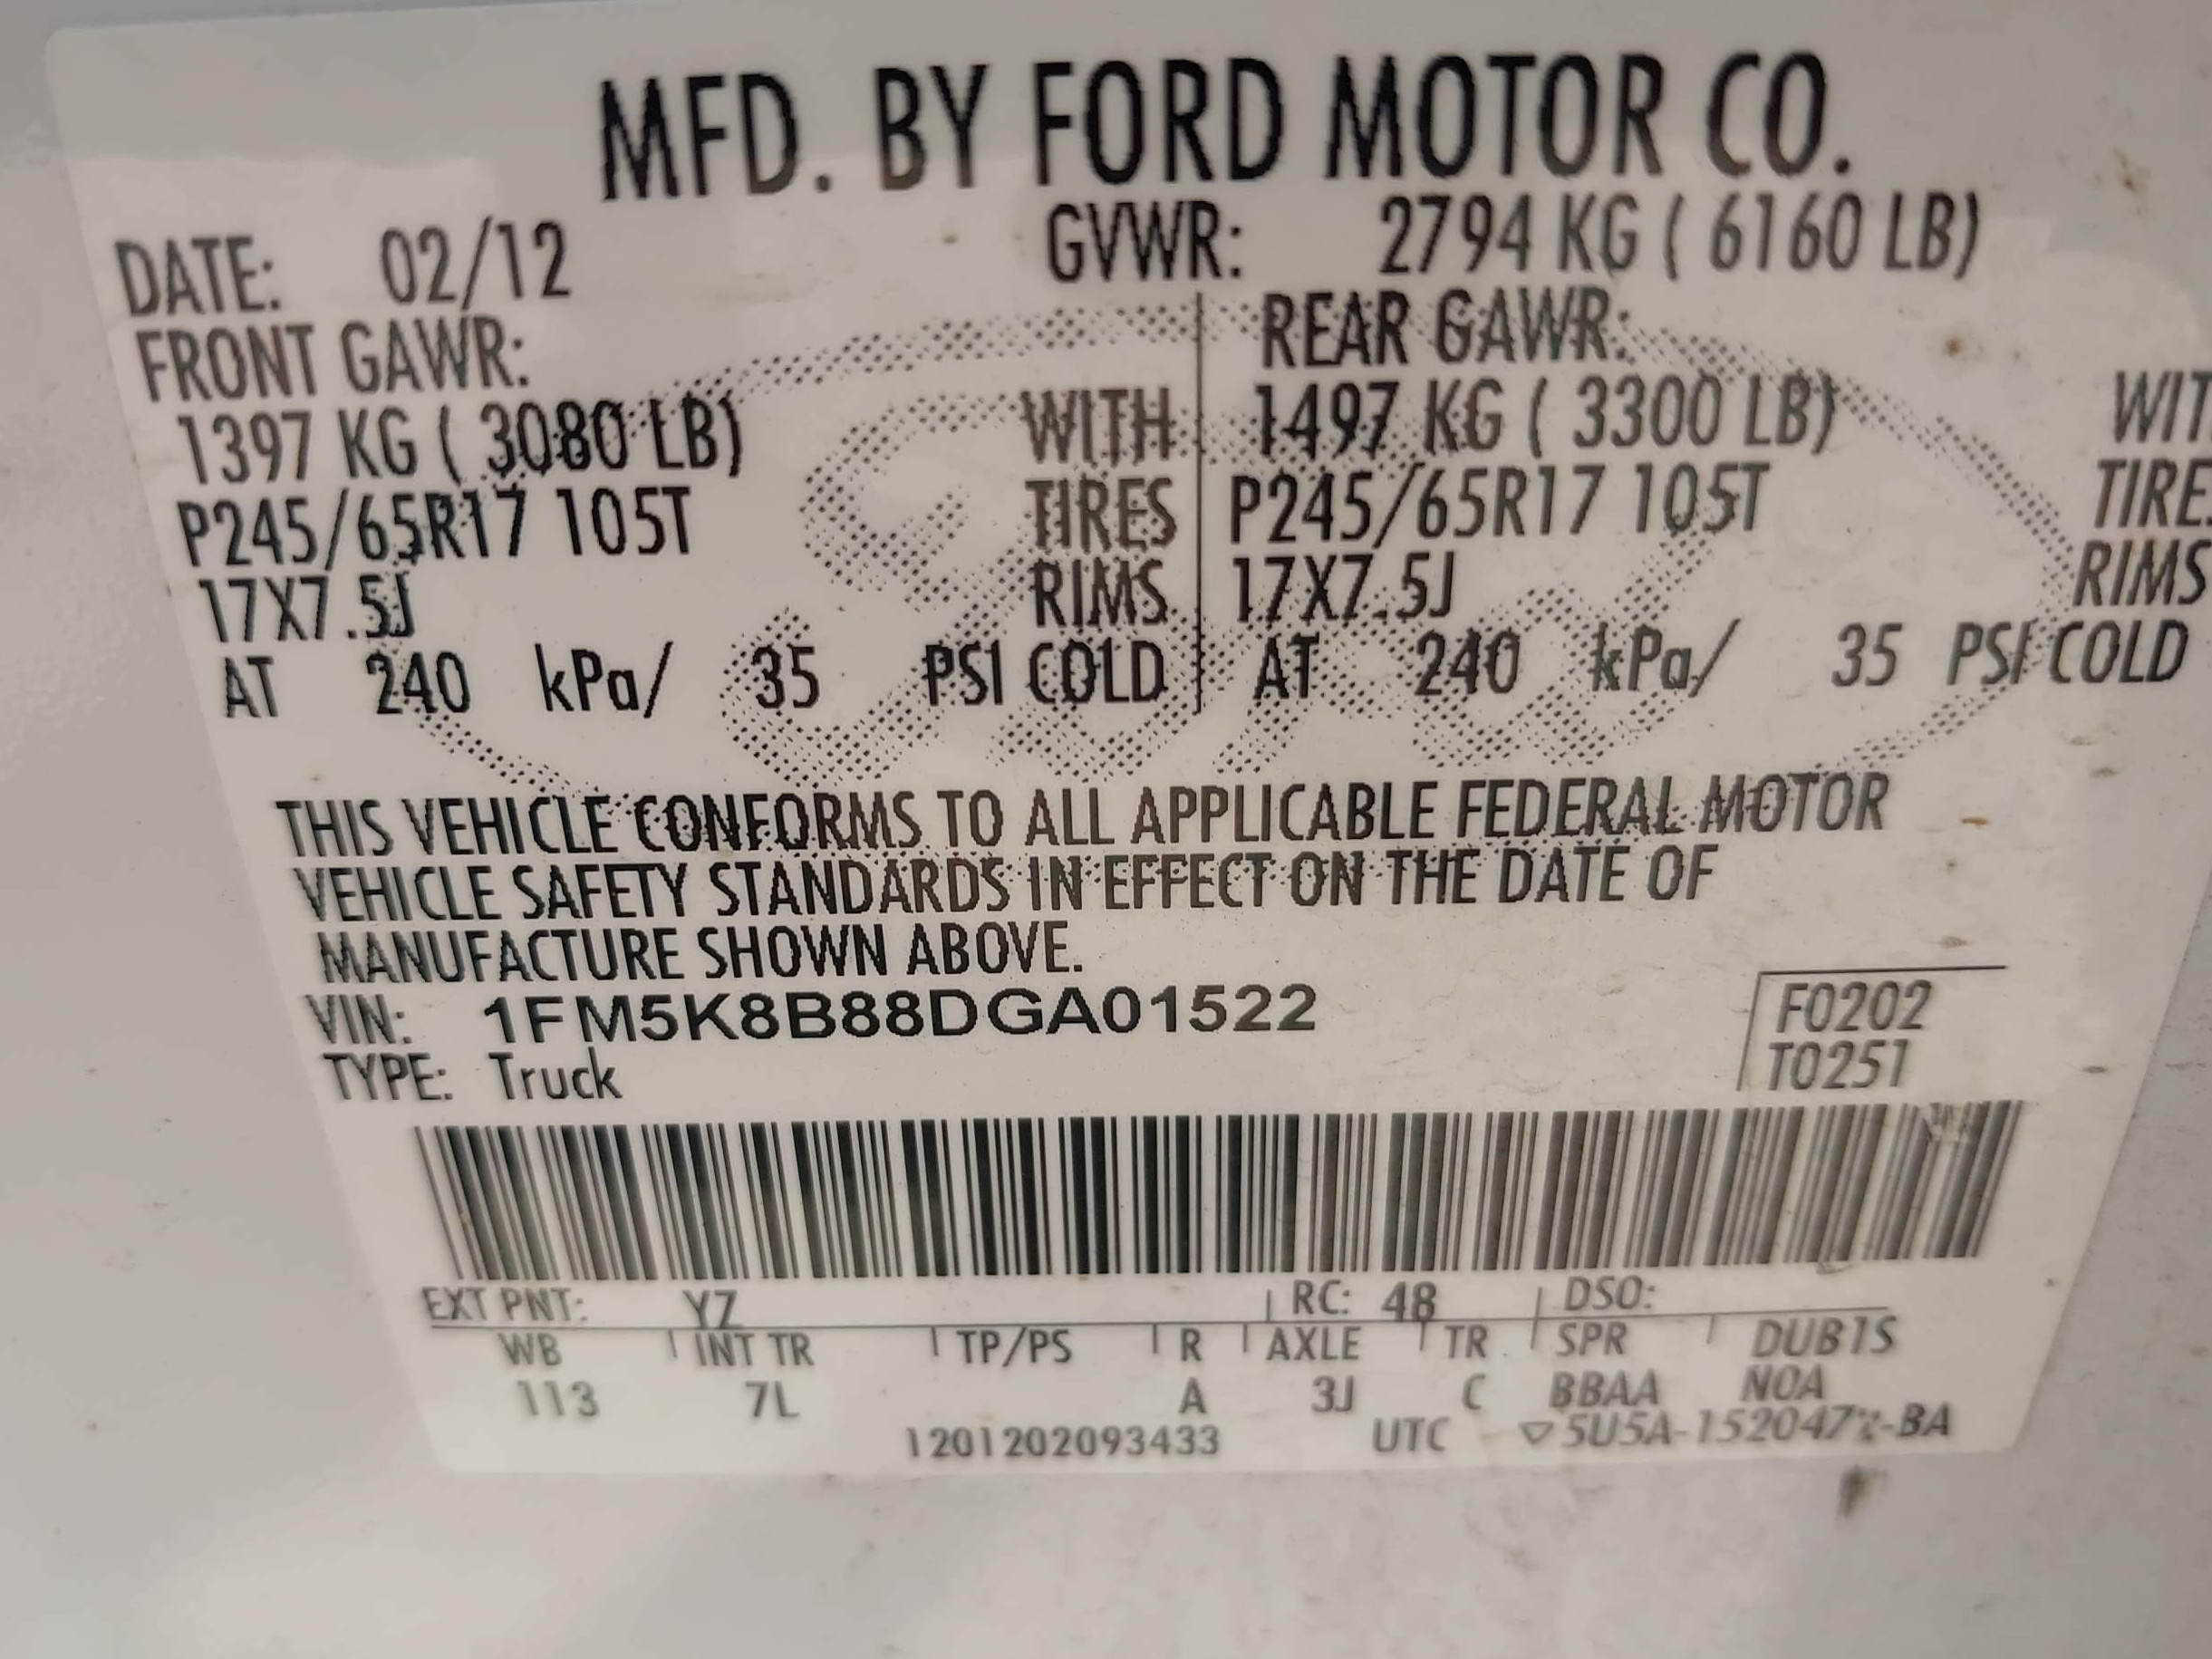 MFD. BY FORD MOTOR CO.
DATE: 02/12 GVWR: 2794 KG ( 6160 LB)
FRONT GAWR: REAR GAWR:
1397 KG ( 3080 LB) WITH 1497 KG ( 3300 LB) WIT
P245/65R17 105T TIRES P245/65R17 105T TIRE
17X7.5J RIMS 17X7.5J RIMS
AT 240 kPa/ 35 PSI COLD AT 240 kPa/ 35 PSI COLD
THIS VEHICLE CONFORMS TO ALL APPLICABLE FEDERAL MOTOR
VEHICLE SAFETY STANDARDS IN EFFECT ON THE DATE OF
MANUFACTURE SHOWN ABOVE.
VIN: 1FM5K8B88DGA01522 F0202
TYPE: Truck T0251
EXT PNT: YZ RC: 48 DSO:
WB INT TR TP/PS R AXLE TR SPR DUB1S
113 7L A 3J C BBAA NOA
1201202093433 UTC